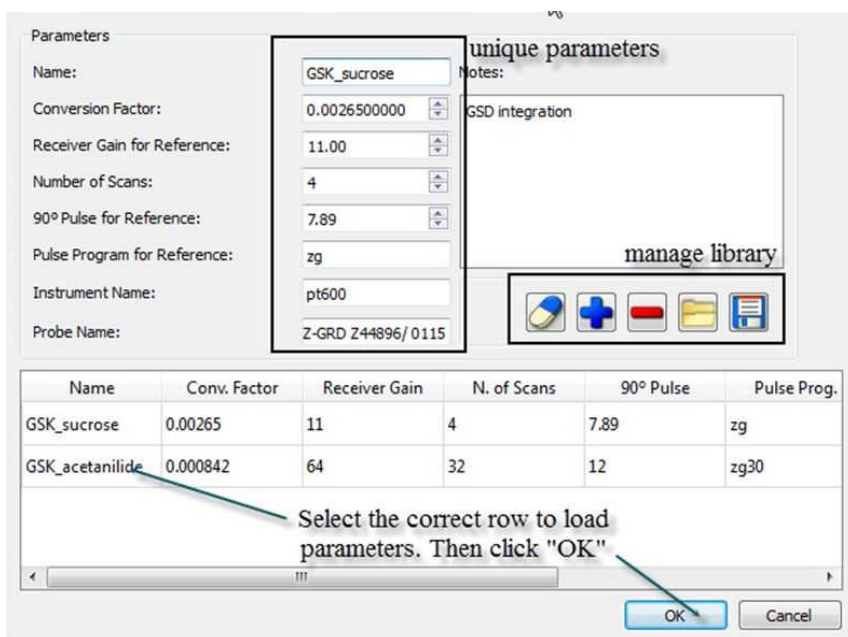 Parameters
unique parameters
Name: GSK_sucrose Notes:
Conversion Factor: 0.0026500000 GSD integration
Receiver Gain for Reference: 11.00
Number of Scans: 4
90º Pulse for Reference: 7.89
Pulse Program for Reference: zg manage library
Instrument Name: pt600
Probe Name: Z-GRD Z44896/ 0115
Name Conv. Factor Receiver Gain N. of Scans 90º Pulse Pulse Prog.
GSK_sucrose 0.00265 11 4 7.89 zg
GSK_acetanilide 0.000842 64 32 12 zg30
Select the correct row to load
parameters. Then click "OK"
OK Cancel